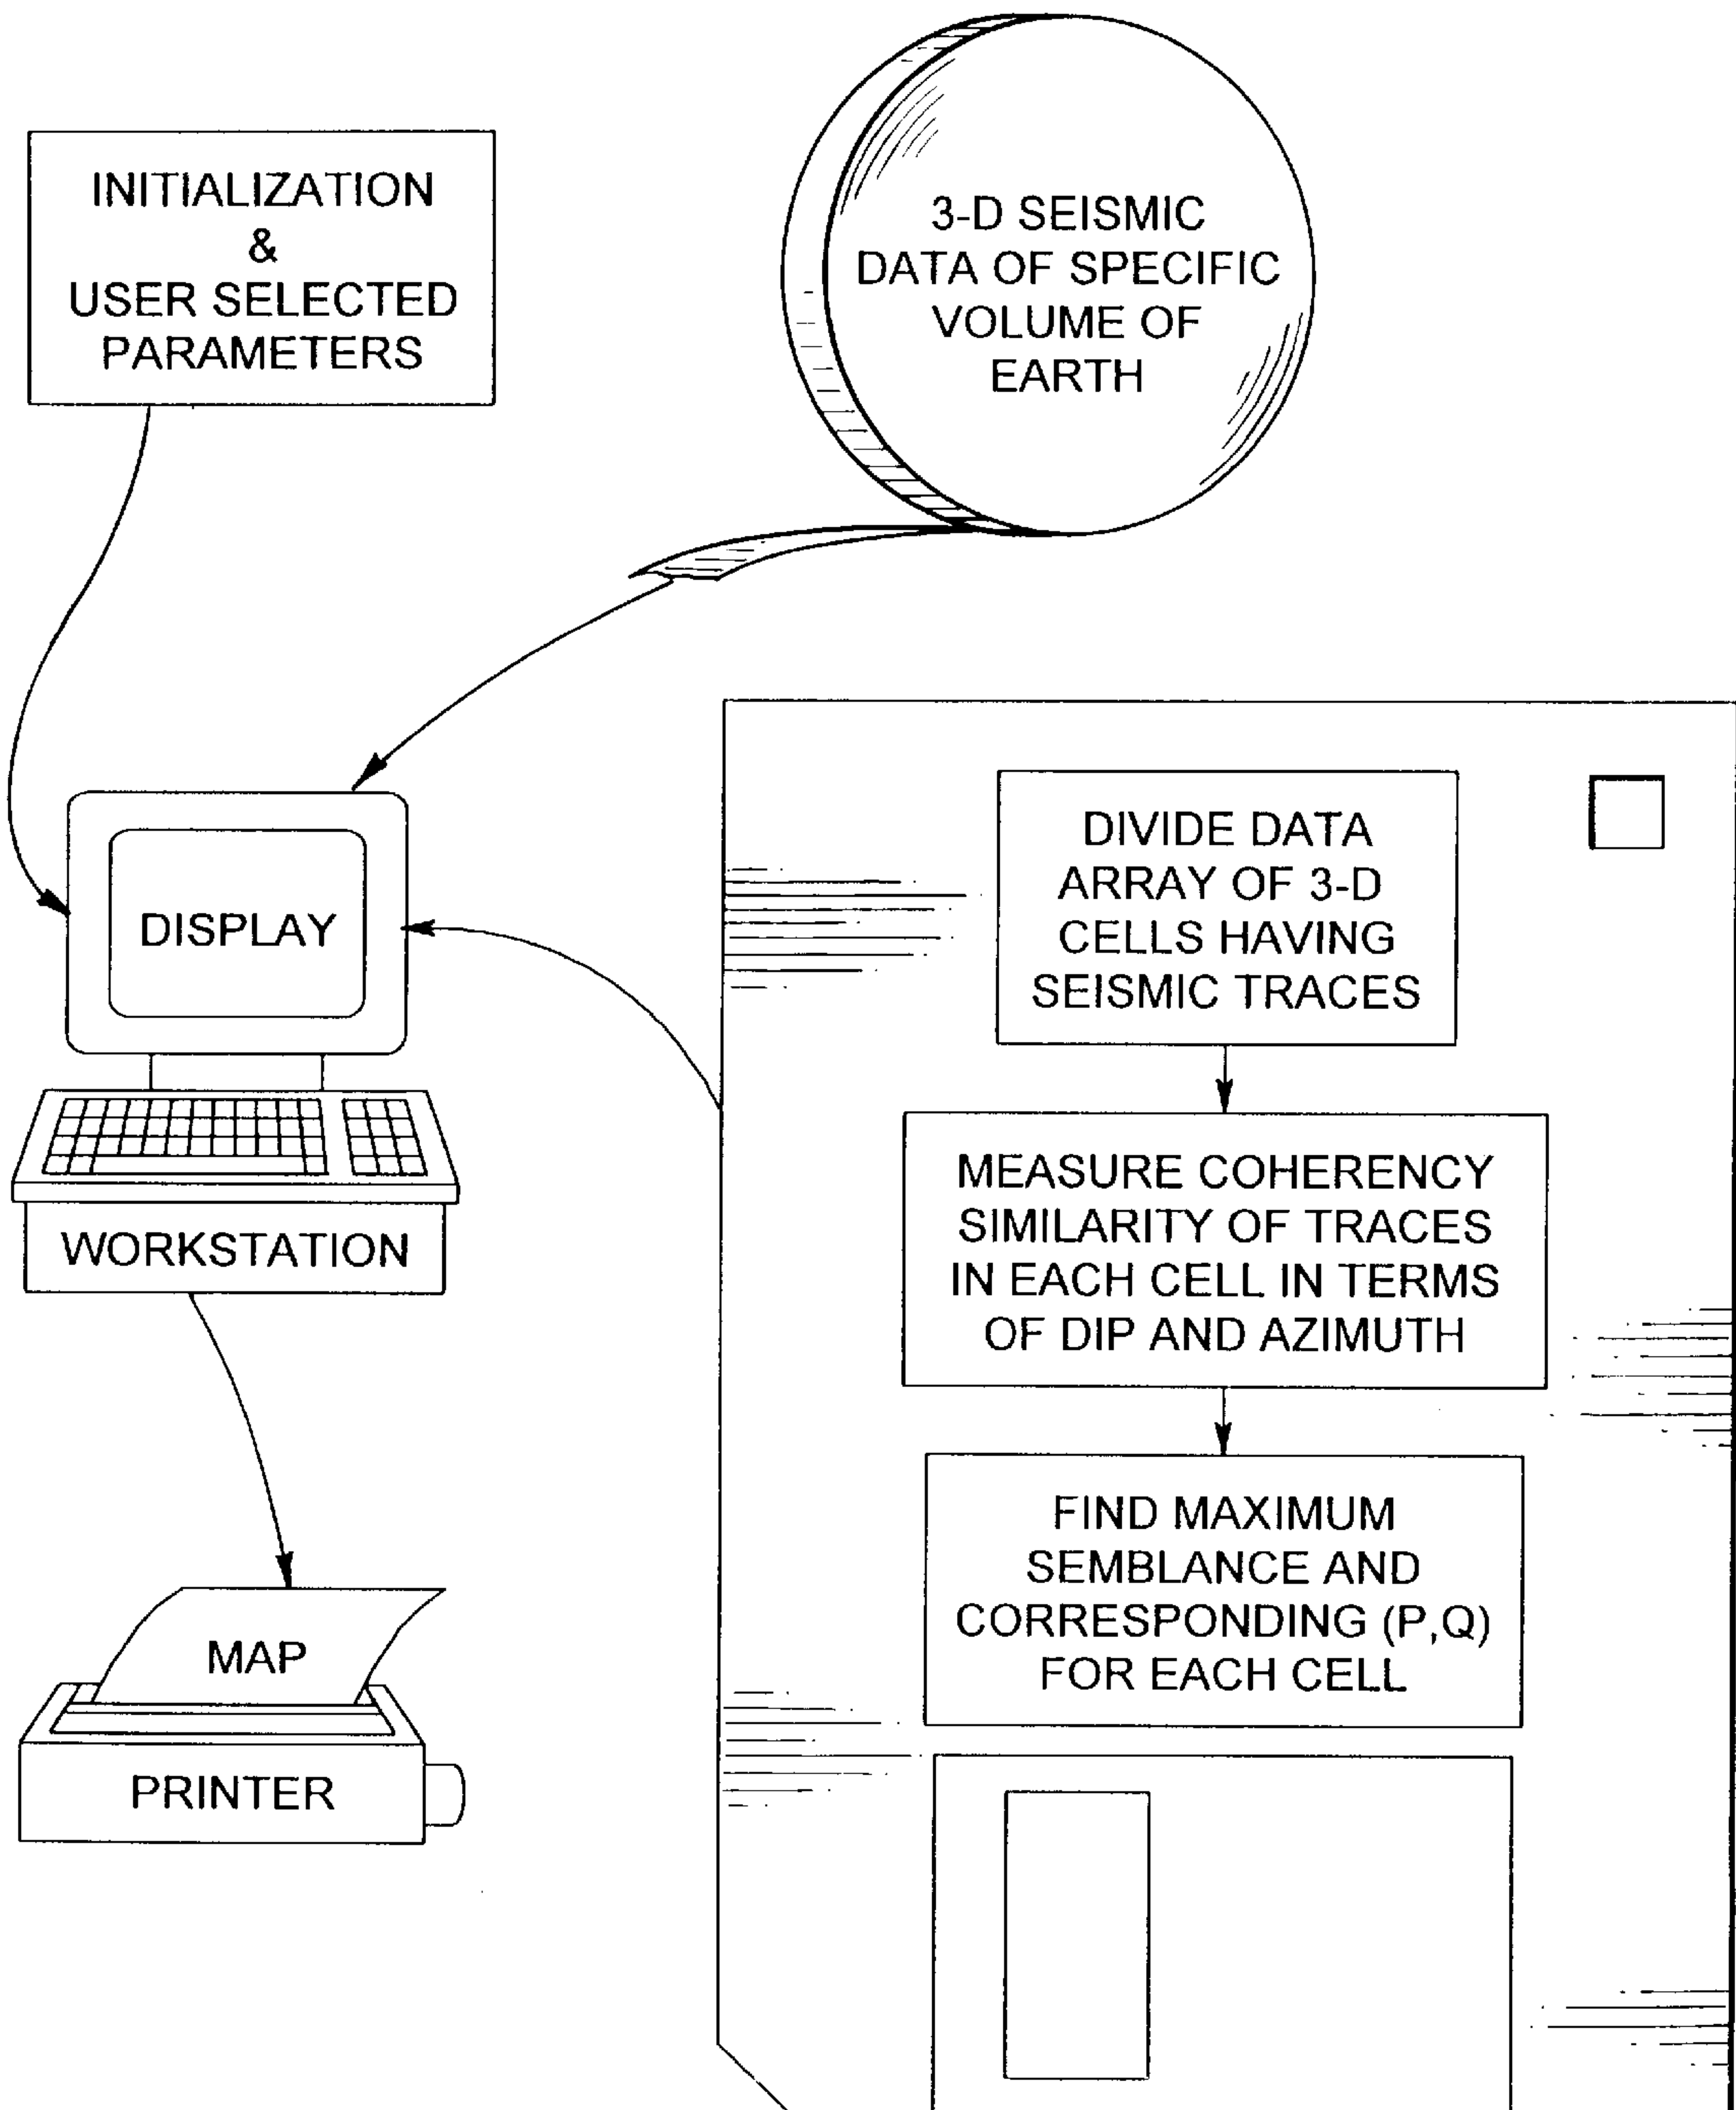 INITIALIZATION
&
USER SELECTED
PARAMETERS
3-D SEISMIC
DATA OF SPECIFIC
VOLUME OF
EARTH
DISPLAY
WORKSTATION
MAP
PRINTER
DIVIDE DATA
ARRAY OF 3-D
CELLS HAVING
SEISMIC TRACES
MEASURE COHERENCY
SIMILARITY OF TRACES
IN EACH CELL IN TERMS
OF DIP AND AZIMUTH
FIND MAXIMUM
SEMBLANCE AND
CORRESPONDING (P,Q)
FOR EACH CELL